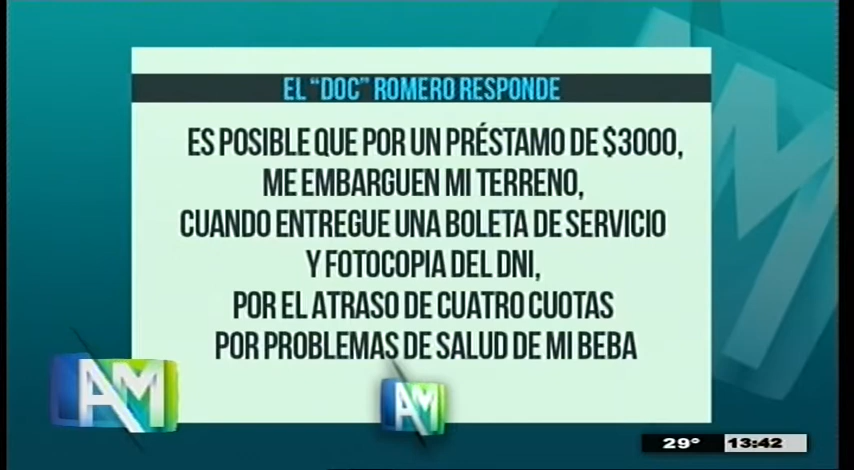 EL “DOC” ROMERO RESPONDE
ES POSIBLE QUE POR UN PRÉSTAMO DE $3000,
ME EMBARGUEN MI TERRENO,
CUANDO ENTREGUE UNA BOLETA DE SERVICIO
Y FOTOCOPIA DEL DNI,
POR EL ATRASO DE CUATRO CUOTAS
POR PROBLEMAS DE SALUD DE MI BEBA
AM
AM
29° 13:42